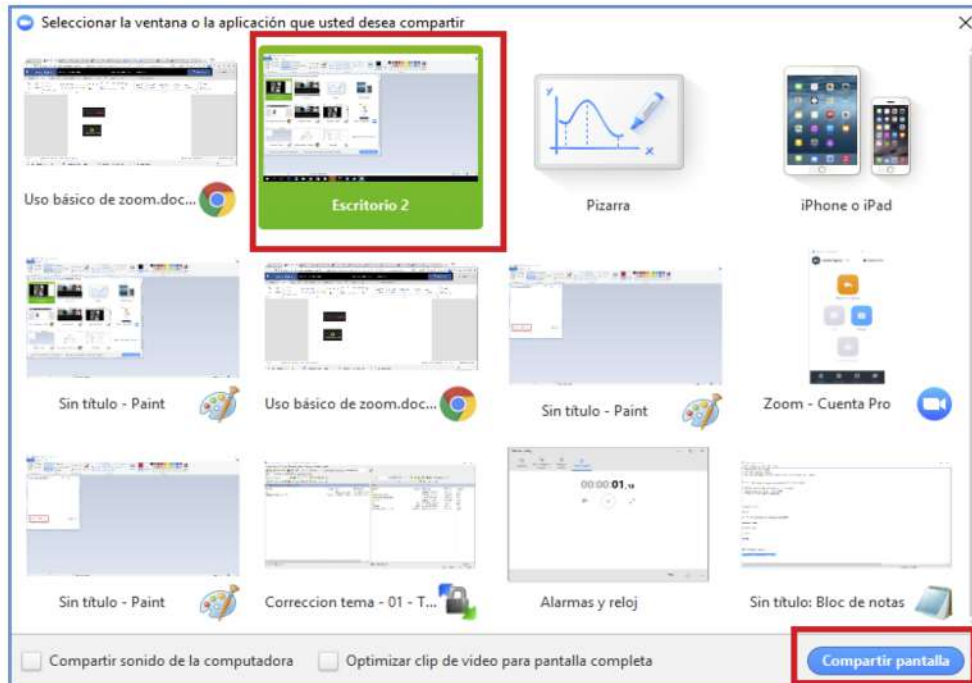 Seleccionar la ventana o la aplicación que usted desea compartir
Uso básico de zoom.doc...
Escritorio 2
Pizarra
iPhone o iPad
Sin título - Paint
Uso básico de zoom.doc...
Sin título - Paint
Zoom - Cuenta Pro
00:00:01
Sin título - Paint
Correccion tema - 01 - T...
Alarmas y reloj
Sin título: Bloc de notas
Compartir sonido de la computadora
Optimizar clip de video para pantalla completa
Compartir pantalla